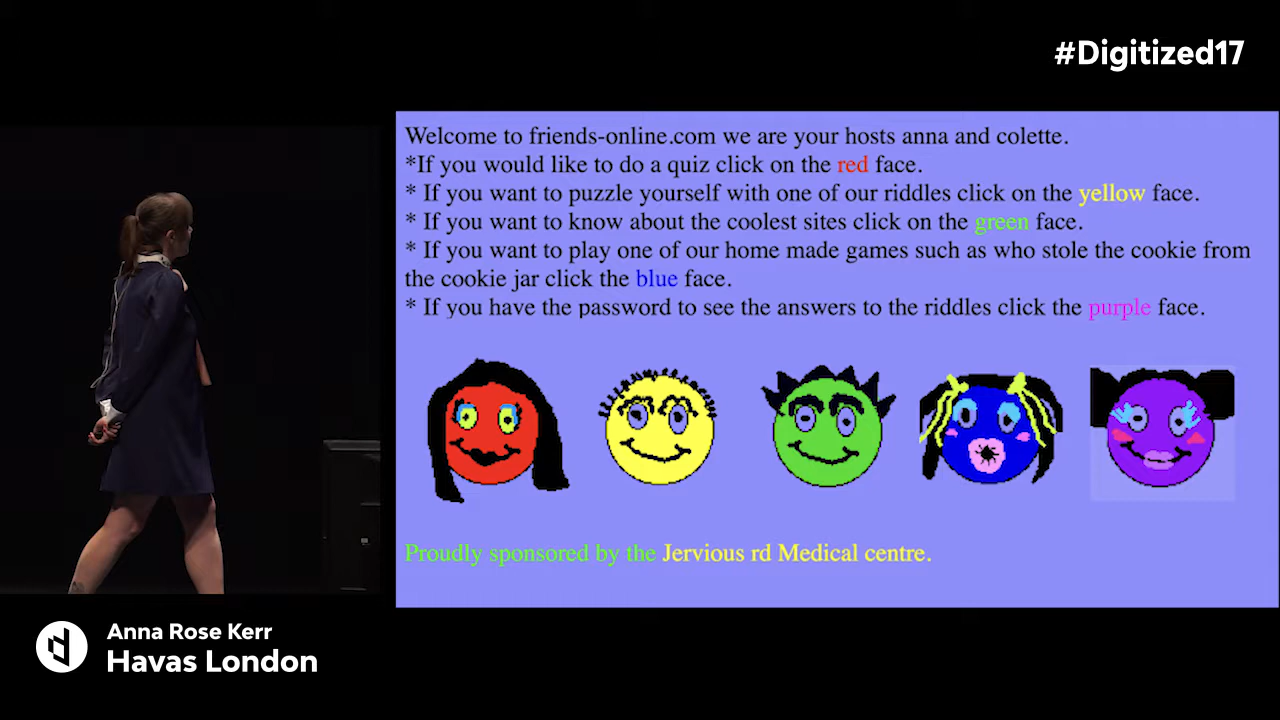 #Digitized17
Welcome to friends-online.com we are your hosts anna and colette.
*If you would like to do a quiz click on the red face.
* If you want to puzzle yourself with one of our riddles click on the yellow face.
* If you want to know about the coolest sites click on the green face.
* If you want to play one of our home made games such as who stole the cookie from
the cookie jar click the blue face.
* If you have the password to see the answers to the riddles click the purple face.
Proudly sponsored by the Jervious rd Medical centre.
Anna Rose Kerr
Havas London